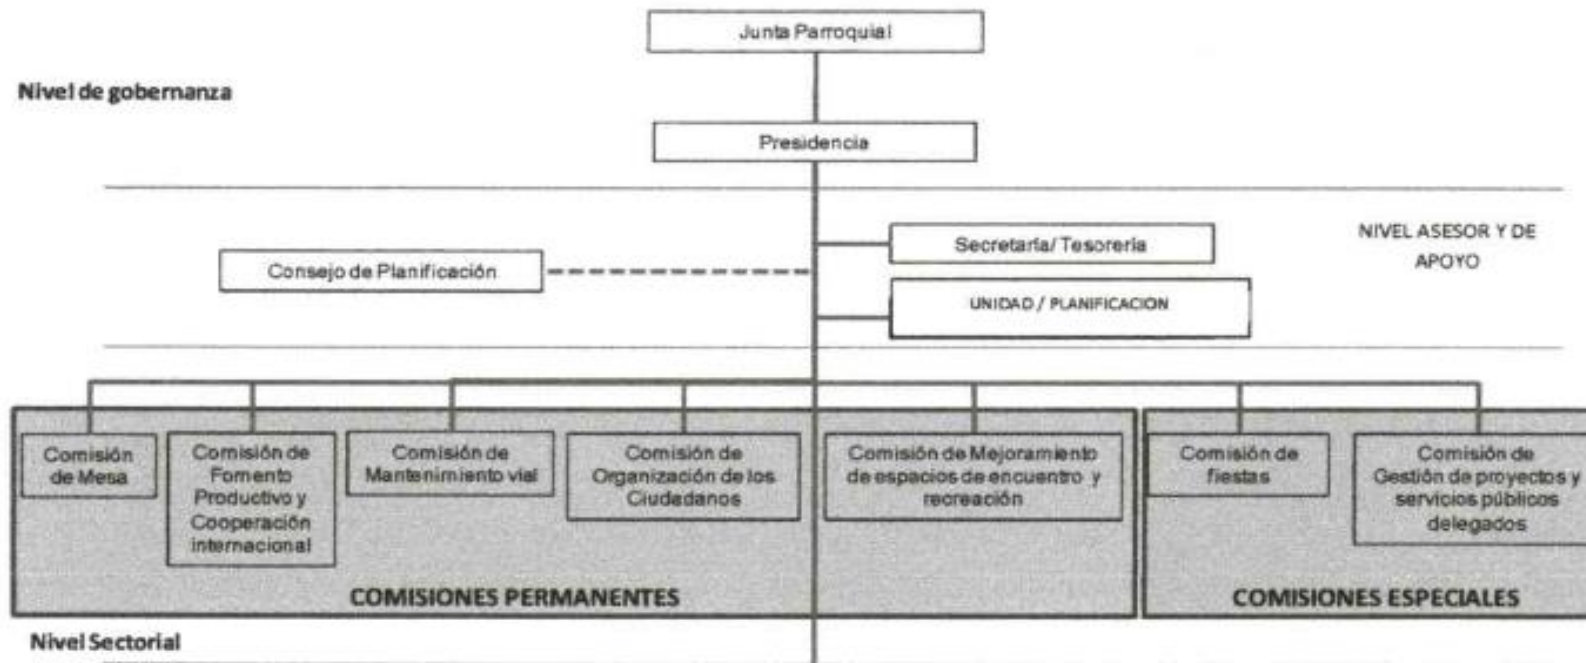 Junta Parroquial
Nivel de gobernanza
Presidencia
Secretaría/ Tesorería
NIVEL ASESOR Y DE
APOYO
Consejo de Planificación
UNIDAD / PLANIFICACION
Comisión
de Mesa
Comisión de
Fomento
Productivo y
Cooperación
internacional
Comisión de
Mantenimiento vial
Comisión de
Organización de los
Ciudadanos
Comisión de Mejoramiento
de espacios de encuentro y
recreación
Comisión de
fiestas
Comisión de
Gestión de proyectos y
servicios públicos
delegados
COMISIONES PERMANENTES
COMISIONES ESPECIALES
Nivel Sectorial